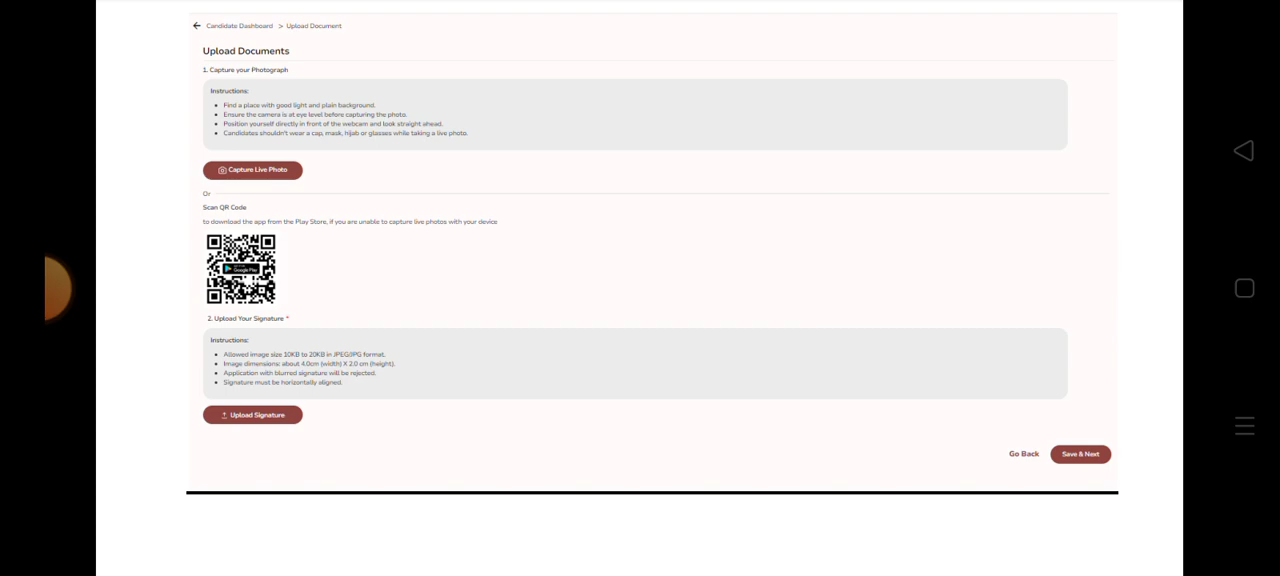 Candidate Dashboard > Upload Document
Upload Documents
1. Capture your Photograph
Instructions:
• Find a place with good light and plain background.
• Ensure the camera is at eye level before capturing the photo.
• Position yourself directly in front of the webcam and look straight ahead.
• Candidates shouldn't wear a cap, mask, hijab or glasses while taking a live photo.
Capture Live Photo
Or
Scan QR Code
to download the app from the Play Store, if you are unable to capture live photos with your device
Google Play
2. Upload Your Signature *
Instructions:
• Allowed image size 10KB to 20KB in JPEG/JPG format.
• Image dimensions: about 4.0cm (width) X 2.0 cm (height).
• Application with blurred signature will be rejected.
• Signature must be horizontally aligned.
Upload Signature
Go Back
Save & Next